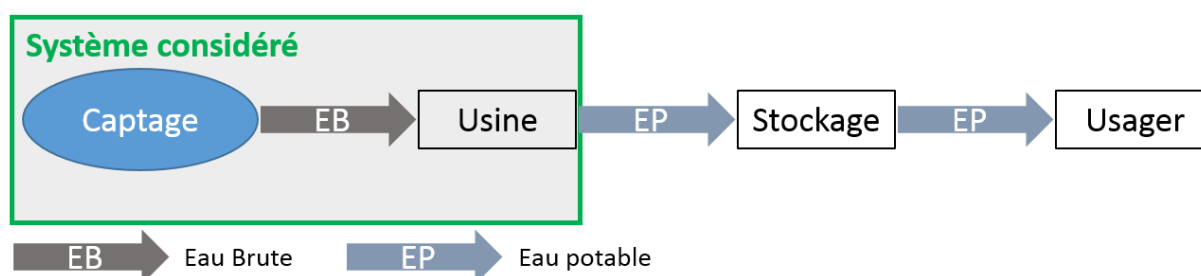 Système considéré
Captage EB Usine EP Stockage EP Usager
EB Eau Brute EP Eau potable